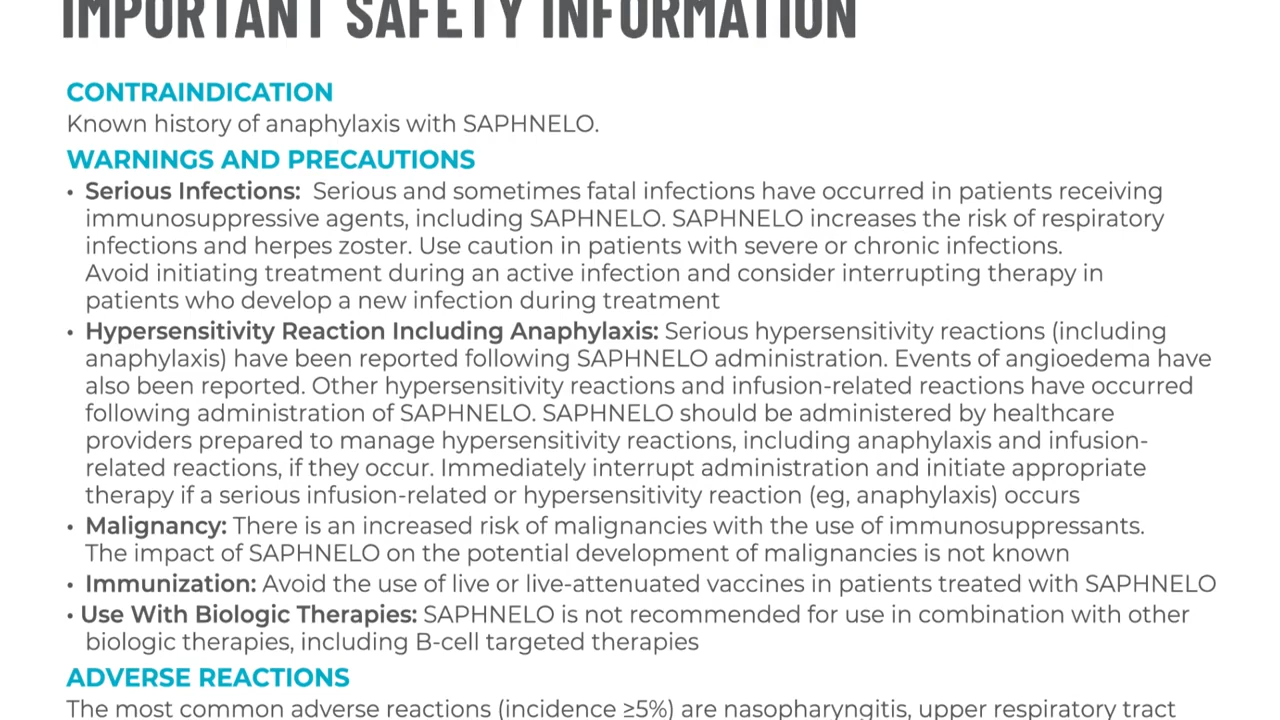 IMPORTANT SAFETY INFORMATION
CONTRAINDICATION
Known history of anaphylaxis with SAPHNELO.
WARNINGS AND PRECAUTIONS
• Serious Infections: Serious and sometimes fatal infections have occurred in patients receiving
immunosuppressive agents, including SAPHNELO. SAPHNELO increases the risk of respiratory
infections and herpes zoster. Use caution in patients with severe or chronic infections.
Avoid initiating treatment during an active infection and consider interrupting therapy in
patients who develop a new infection during treatment
• Hypersensitivity Reaction Including Anaphylaxis: Serious hypersensitivity reactions (including
anaphylaxis) have been reported following SAPHNELO administration. Events of angioedema have
also been reported. Other hypersensitivity reactions and infusion-related reactions have occurred
following administration of SAPHNELO. SAPHNELO should be administered by healthcare
providers prepared to manage hypersensitivity reactions, including anaphylaxis and infusion-
related reactions, if they occur. Immediately interrupt administration and initiate appropriate
therapy if a serious infusion-related or hypersensitivity reaction (eg, anaphylaxis) occurs
• Malignancy: There is an increased risk of malignancies with the use of immunosuppressants.
The impact of SAPHNELO on the potential development of malignancies is not known
• Immunization: Avoid the use of live or live-attenuated vaccines in patients treated with SAPHNELO
• Use With Biologic Therapies: SAPHNELO is not recommended for use in combination with other
biologic therapies, including B-cell targeted therapies
ADVERSE REACTIONS
The most common adverse reactions (incidence ≥5%) are nasopharyngitis, upper respiratory tract